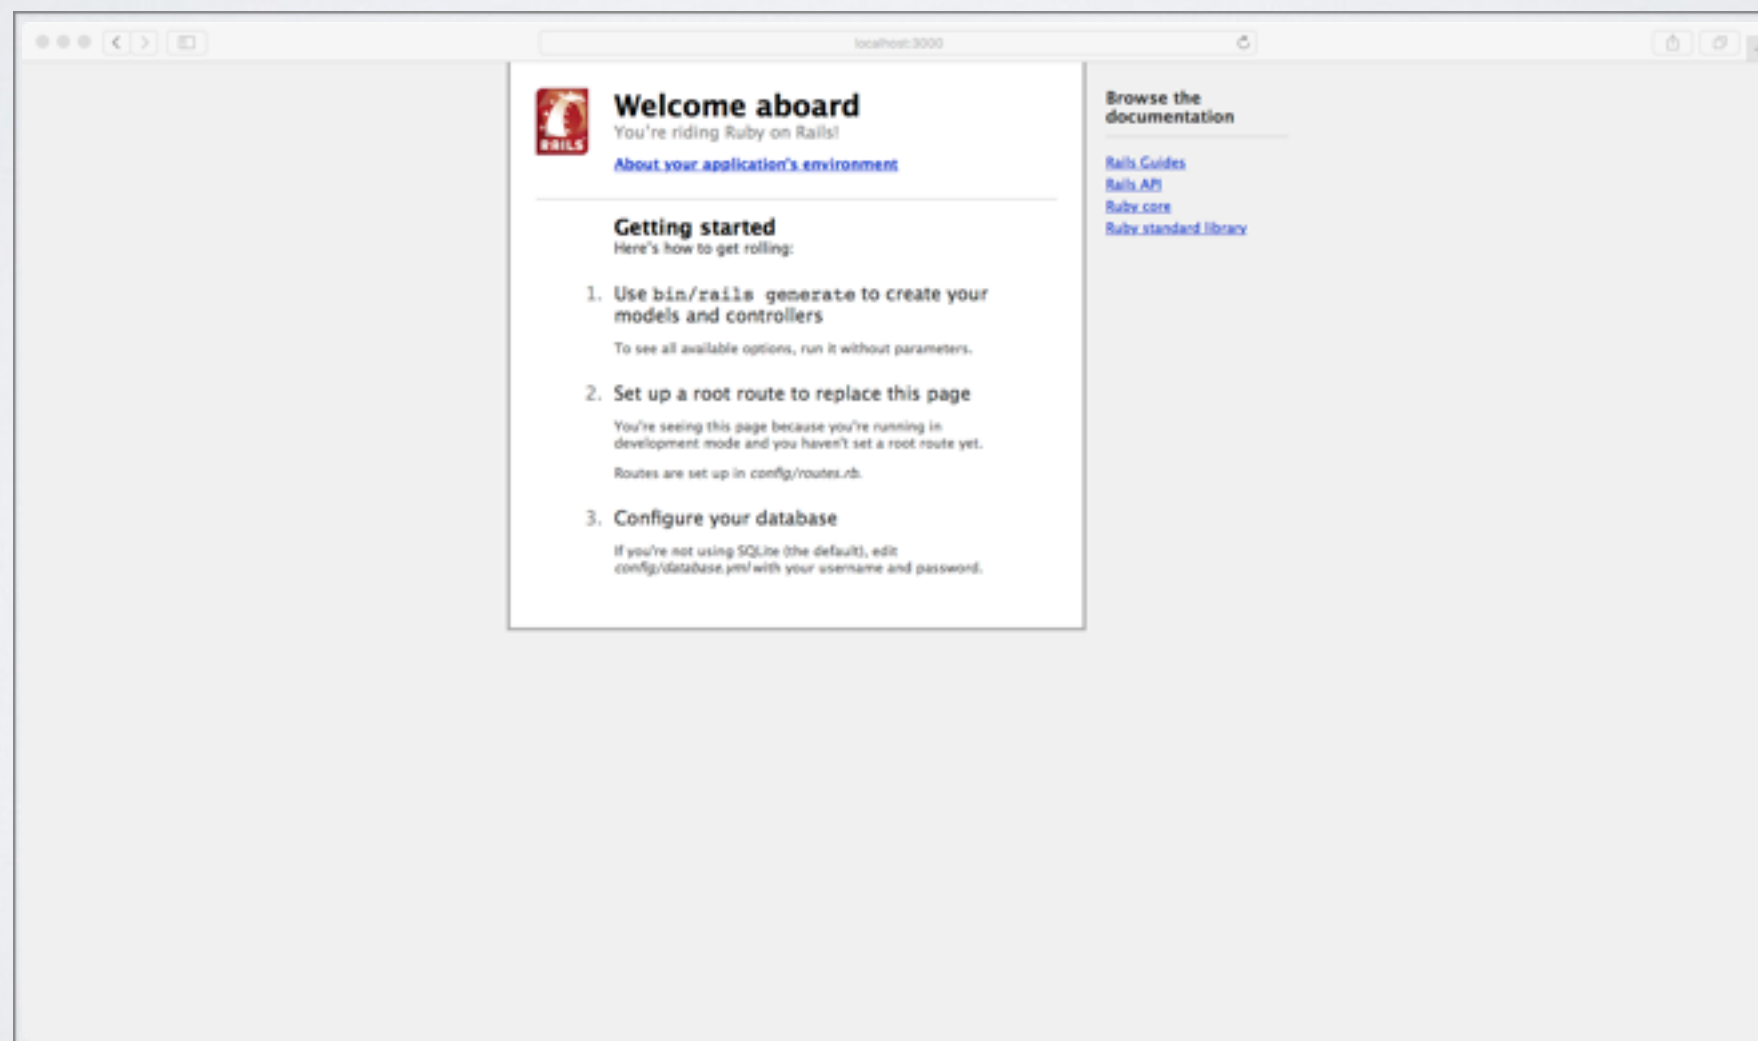 localhost:3000
RAILS
Welcome aboard
You're riding Ruby on Rails!
About your application's environment
Getting started
Here's how to get rolling:
1. Use bin/rails generate to create your
models and controllers
To see all available options, run it without parameters.
2. Set up a root route to replace this page
You're seeing this page because you're running in
development mode and you haven't set a root route yet.
Routes are set up in config/routes.rb.
3. Configure your database
If you're not using SQLite (the default), edit
config/database.yml with your username and password.
Browse the
documentation
Rails Guides
Rails API
Ruby core
Ruby standard library